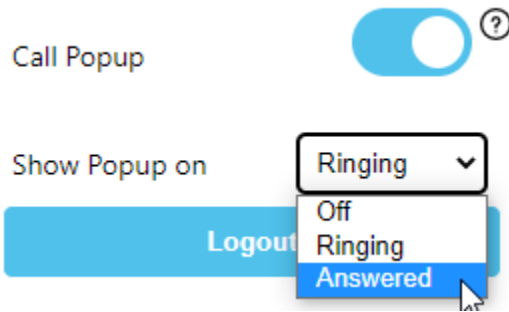 Call Popup
?
Show Popup on
Ringing
Off
Logout
Ringing
Answered